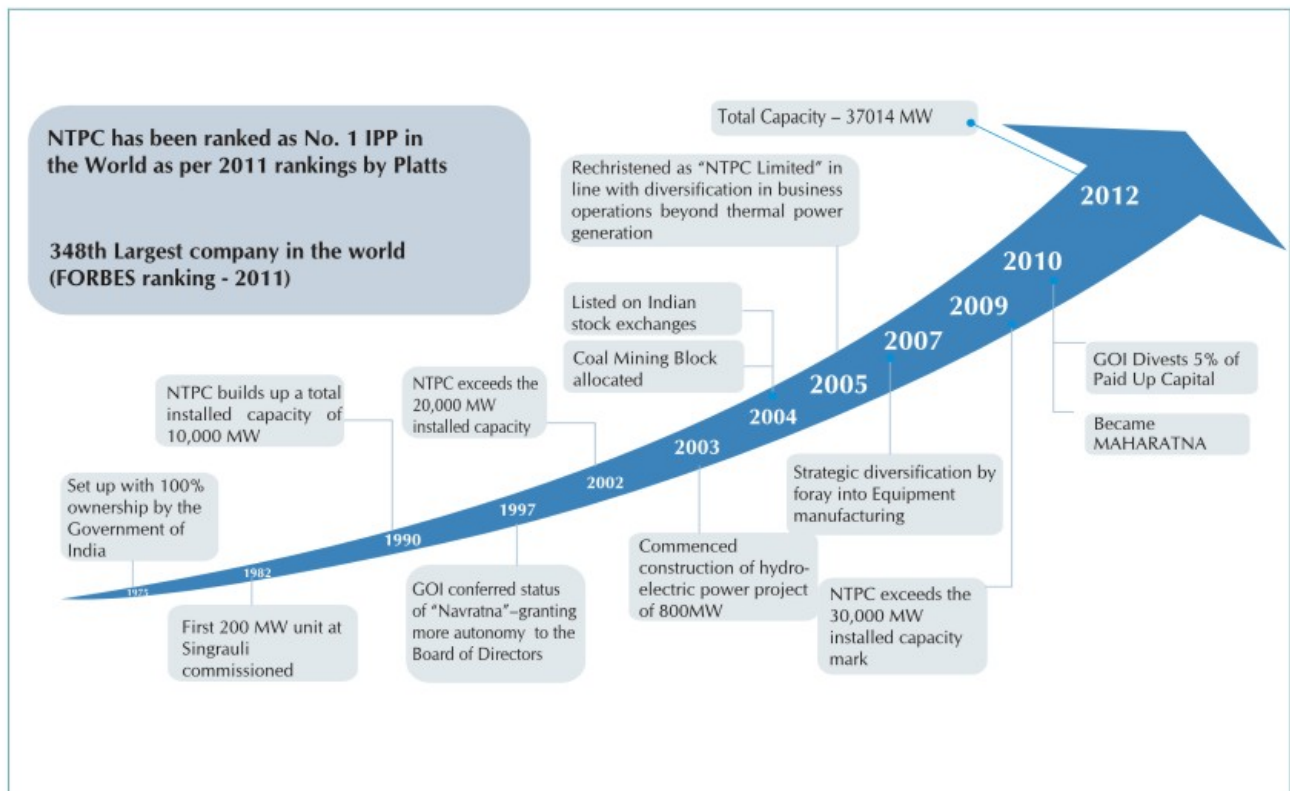 NTPC has been ranked as No. 1 IPP in
the World as per 2011 rankings by Platts
348th Largest company in the world
(FORBES ranking - 2011)
Total Capacity – 37014 MW
Rechristened as “NTPC Limited” in
line with diversification in business
operations beyond thermal power
generation
Listed on Indian
stock exchanges
Coal Mining Block
allocated
NTPC exceeds the
20,000 MW
installed capacity
NTPC builds up a total
installed capacity of
10,000 MW
Set up with 100%
ownership by the
Government of
India
1975
1982
1990
1997
2002
2003
2004
2005
2007
2009
2010
2012
First 200 MW unit at
Singrauli
commissioned
GOI conferred status
of “Navratna”–granting
more autonomy to the
Board of Directors
Commenced
construction of hydro-
electric power project
of 800MW
Strategic diversification by
foray into Equipment
manufacturing
NTPC exceeds the
30,000 MW
installed capacity
mark
GOI Divests 5% of
Paid Up Capital
Became
MAHARATNA